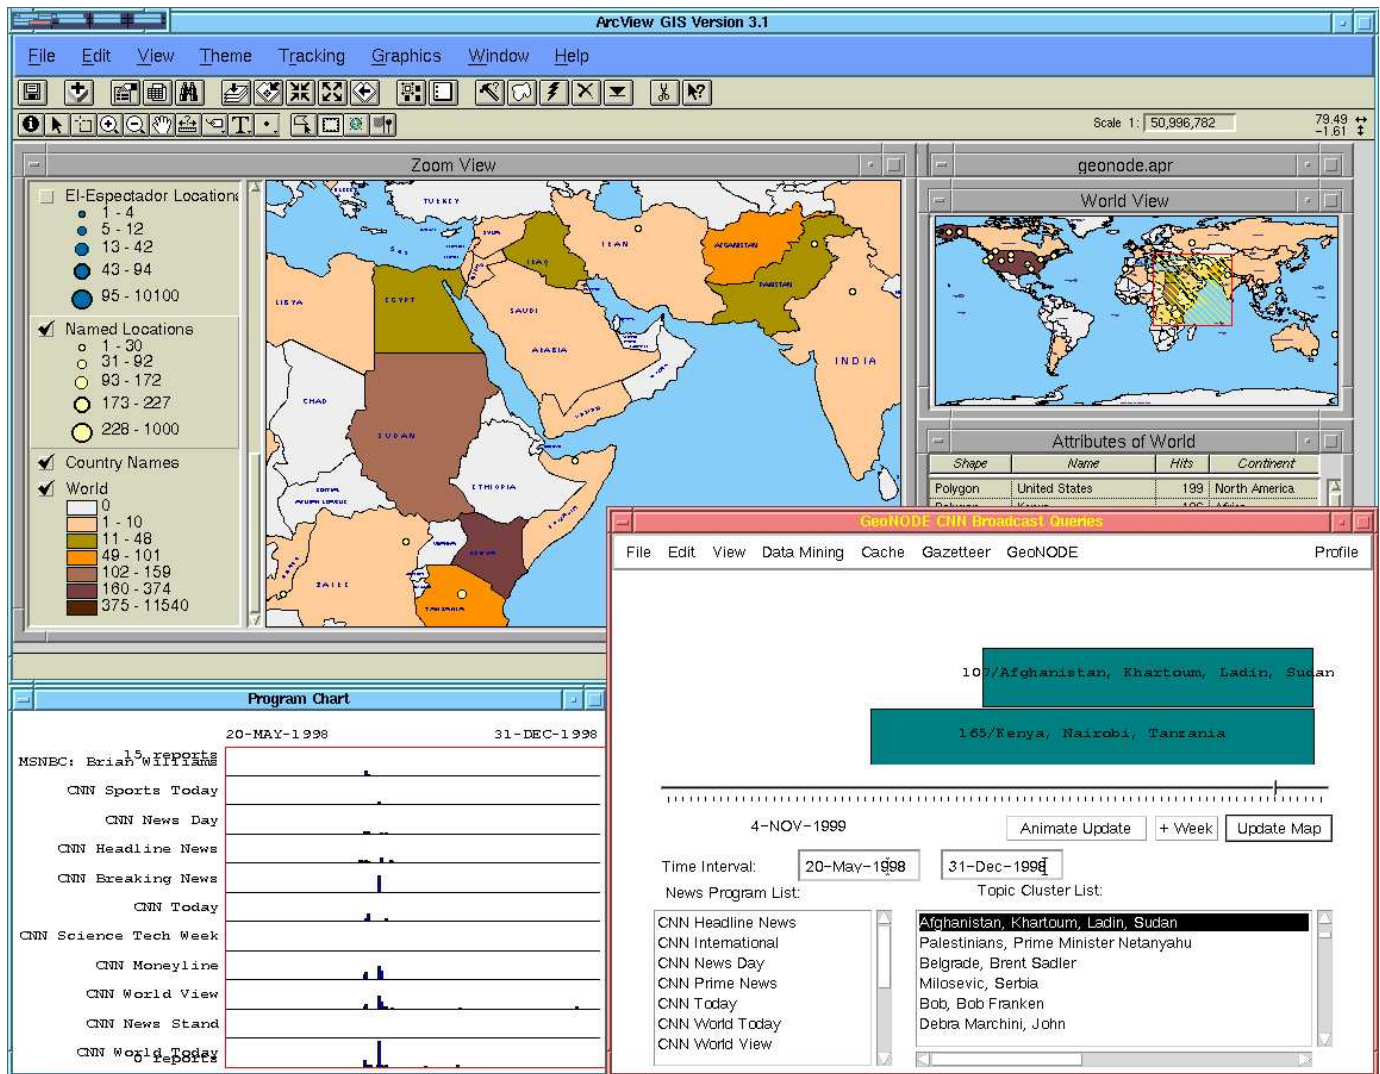 ArcView GIS Version 3.1
File Edit View Theme Tracking Graphics Window Help
Scale 1: 50,996,782
79.49
-1.61
Zoom View
El-Espectador Location
1 - 4
5 - 12
13 - 42
43 - 94
95 - 10100
Named Locations
1 - 30
31 - 92
93 - 172
173 - 227
228 - 1000
Country Names
World
0
1 - 10
11 - 48
49 - 101
102 - 159
160 - 374
375 - 11540
TURKEY
SYRIA
IRAQ
IRAN
AFGANISTAN
PAKISTAN
LIBYA
EGYPT
SAUDI
ARABIA
INDIA
CHAD
SUDAN
YEMEN
ETHIOPIA
ZAIRE
KENYA
TANZANIA
geonode.apr
World View
Attributes of World
Shape Name Hits Continent
Polygon United States 199 North America
GeoNODE CNN Broadcast Queries
File Edit View Data Mining Cache Gazetteer GeoNODE Profile
107/Afghanistan, Khartoum, Ladin, Sudan
165/Kenya, Nairobi, Tanzania
4-NOV-1999
Animate Update + Week Update Map
Time Interval: 20-May-1998 31-Dec-1998
News Program List: Topic Cluster List:
CNN Headline News
CNN International
CNN News Day
CNN Prime News
CNN Today
CNN World Today
CNN World View
Afghanistan, Khartoum, Ladin, Sudan
Palestinians, Prime Minister Netanyahu
Belgrade, Brent Sadler
Milosevic, Serbia
Bob, Bob Franken
Debra Marchini, John
Program Chart
20-MAY-1998 31-DEC-1998
15 reports
MSNBC: Brian Williams
CNN Sports Today
CNN News Day
CNN Headline News
CNN Breaking News
CNN Today
CNN Science Tech Week
CNN Moneyline
CNN World View
CNN News Stand
CNN World Today
0 reports